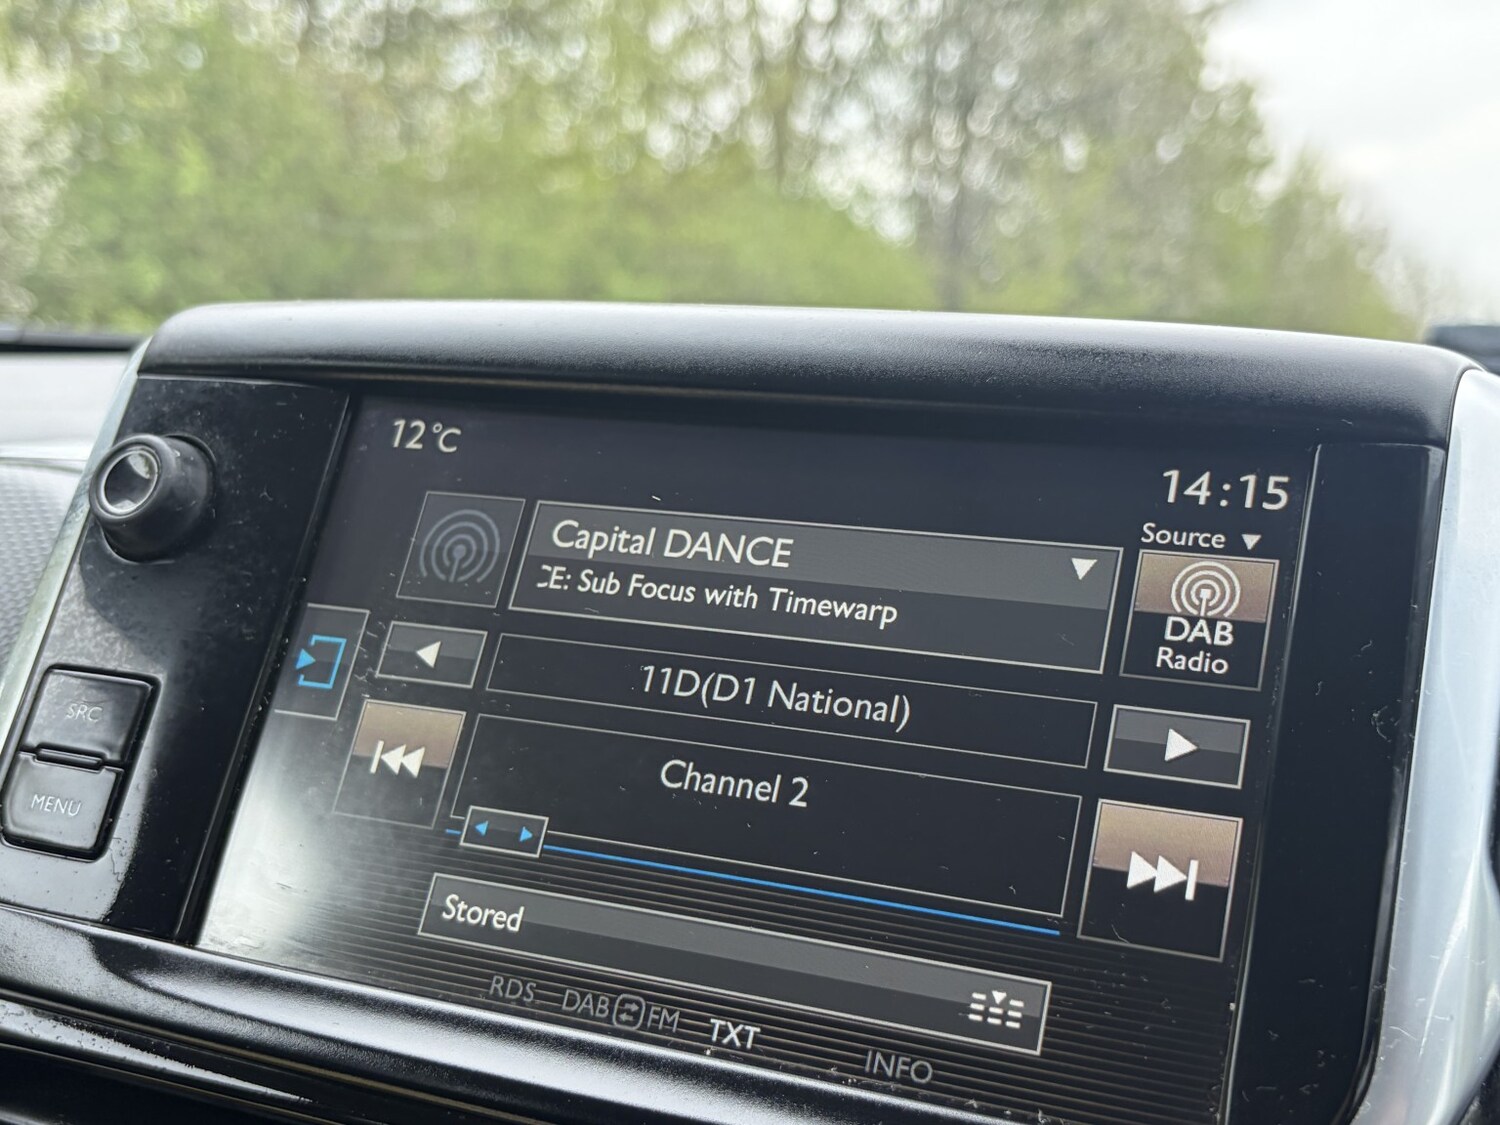 12°C
14:15
Source
Capital DANCE
CE: Sub Focus with Timewarp
DAB
Radio
11D(D1 National)
SRC
Channel 2
MENU
Stored
RDS DAB FM TXT INFO